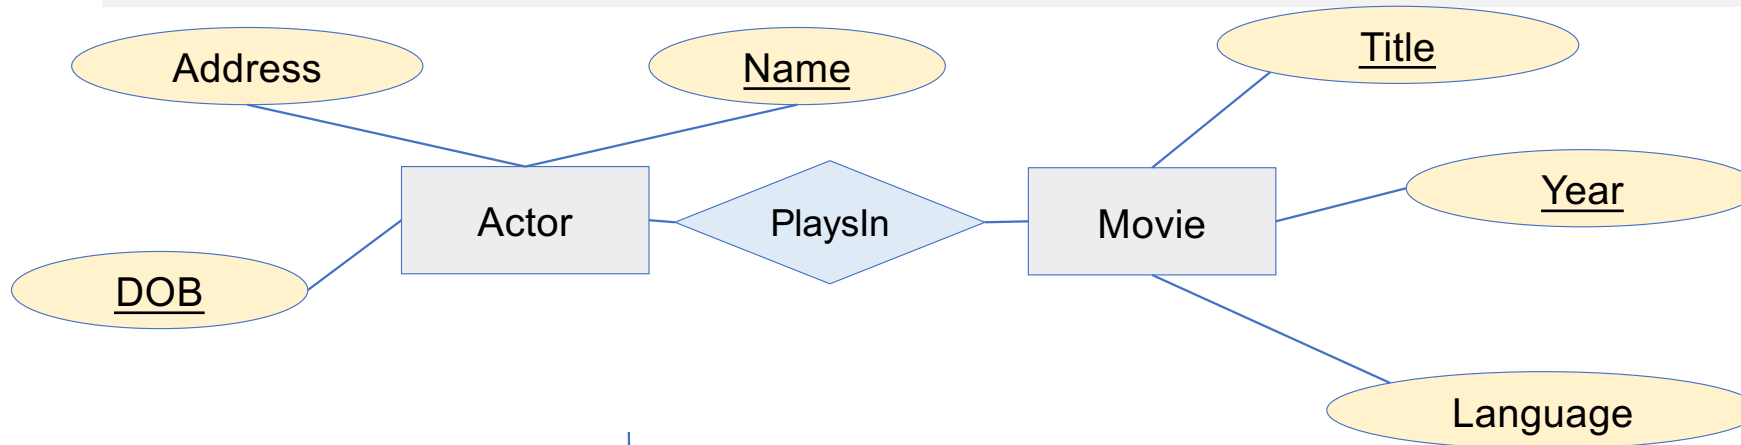 Address
Name
Title
Year
Actor
PlaysIn
Movie
DOB
Language